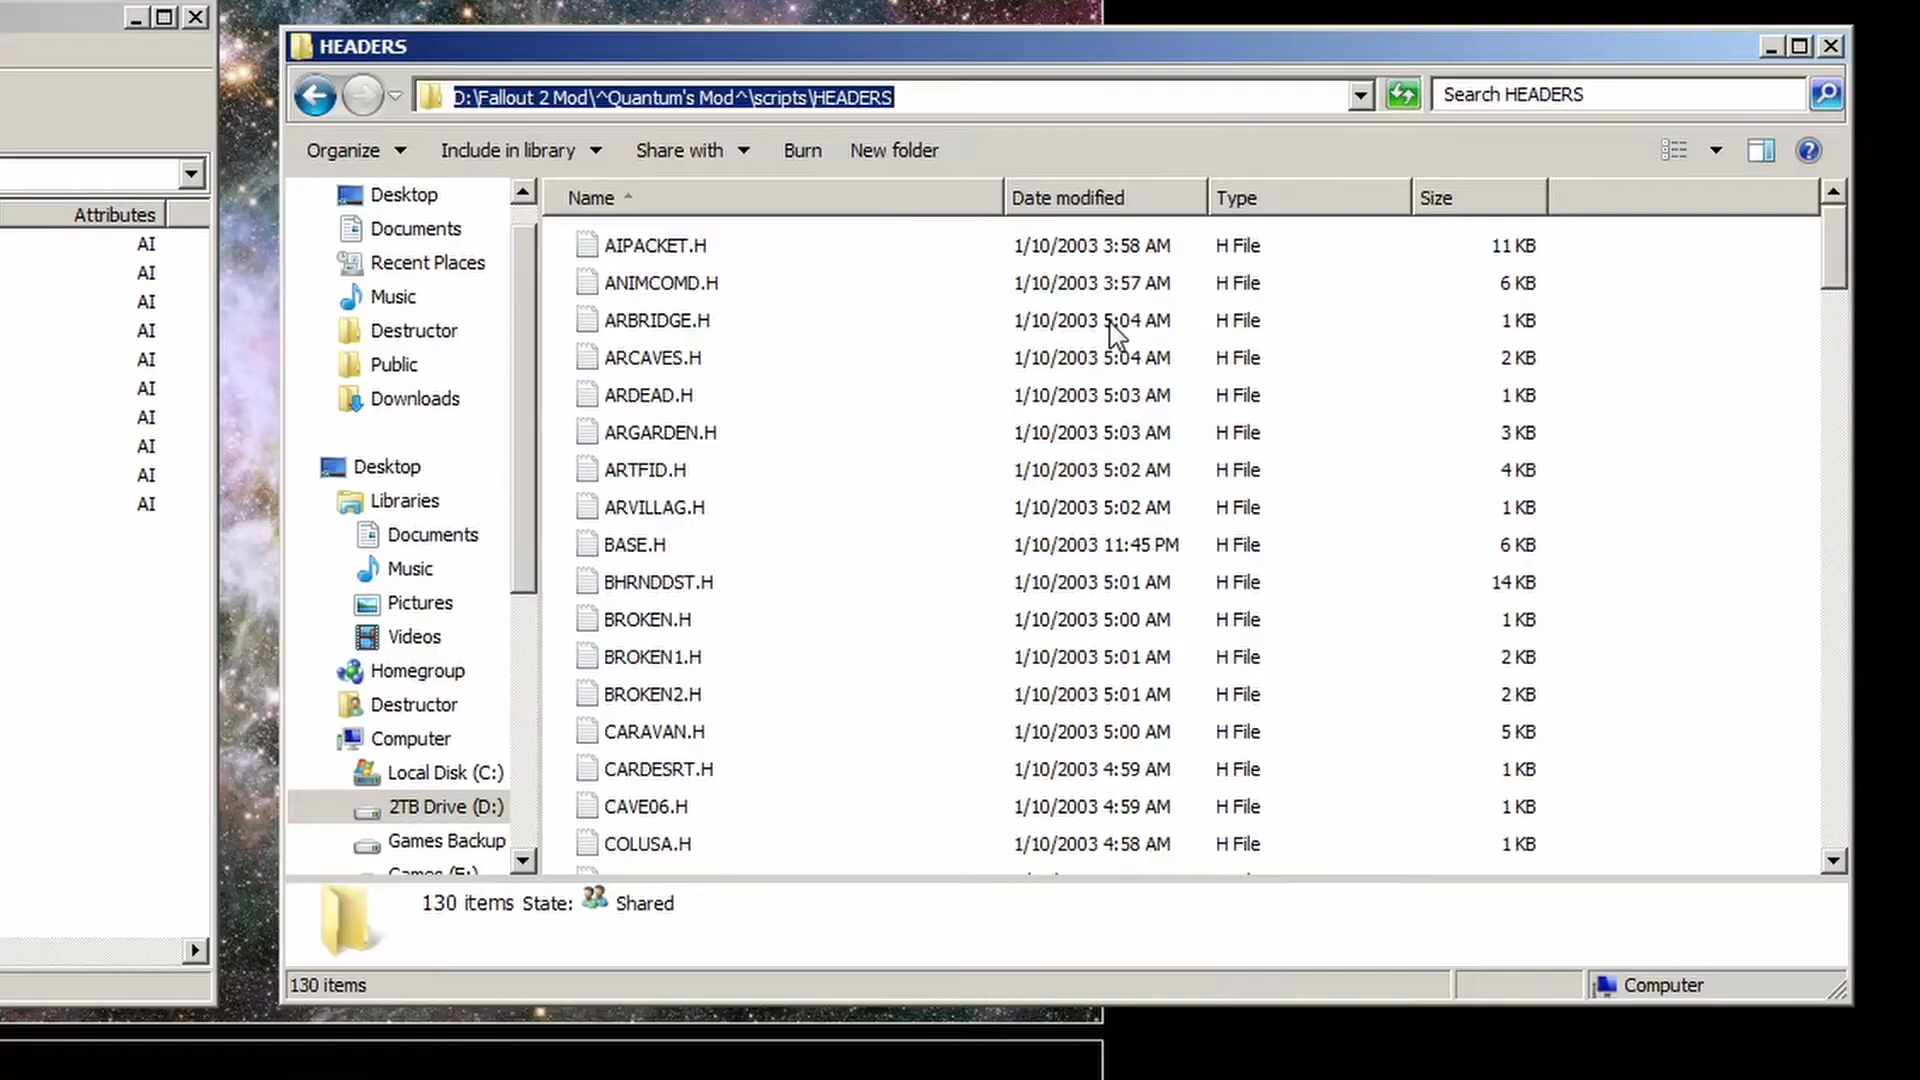 HEADERS
D:\Fallout 2 Mod\^Quantum's Mod^\scripts\HEADERS
Search HEADERS
Organize Include in library Share with Burn New folder
Attributes
AI
AI
AI
AI
AI
AI
AI
AI
AI
AI
Desktop
Documents
Recent Places
Music
Destructor
Public
Downloads
Desktop
Libraries
Documents
Music
Pictures
Videos
Homegroup
Destructor
Computer
Local Disk (C:)
2TB Drive (D:)
Games Backup
Games (E:)
Name Date modified Type Size
AIPACKET.H 1/10/2003 3:58 AM H File 11 KB
ANIMCOMD.H 1/10/2003 3:57 AM H File 6 KB
ARBRIDGE.H 1/10/2003 5:04 AM H File 1 KB
ARCAVES.H 1/10/2003 5:04 AM H File 2 KB
ARDEAD.H 1/10/2003 5:03 AM H File 1 KB
ARGARDEN.H 1/10/2003 5:03 AM H File 3 KB
ARTFID.H 1/10/2003 5:02 AM H File 4 KB
ARVILLAG.H 1/10/2003 5:02 AM H File 1 KB
BASE.H 1/10/2003 11:45 PM H File 6 KB
BHRNDDST.H 1/10/2003 5:01 AM H File 14 KB
BROKEN.H 1/10/2003 5:00 AM H File 1 KB
BROKEN1.H 1/10/2003 5:01 AM H File 2 KB
BROKEN2.H 1/10/2003 5:01 AM H File 2 KB
CARAVAN.H 1/10/2003 5:00 AM H File 5 KB
CARDESRT.H 1/10/2003 4:59 AM H File 1 KB
CAVE06.H 1/10/2003 4:59 AM H File 1 KB
COLUSA.H 1/10/2003 4:58 AM H File 1 KB
130 items State: Shared
130 items
Computer